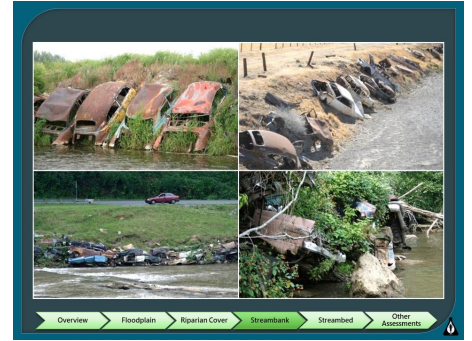 Overview
Floodplain
Riparian Cover
Streambank
Streambed
Other
Assessments